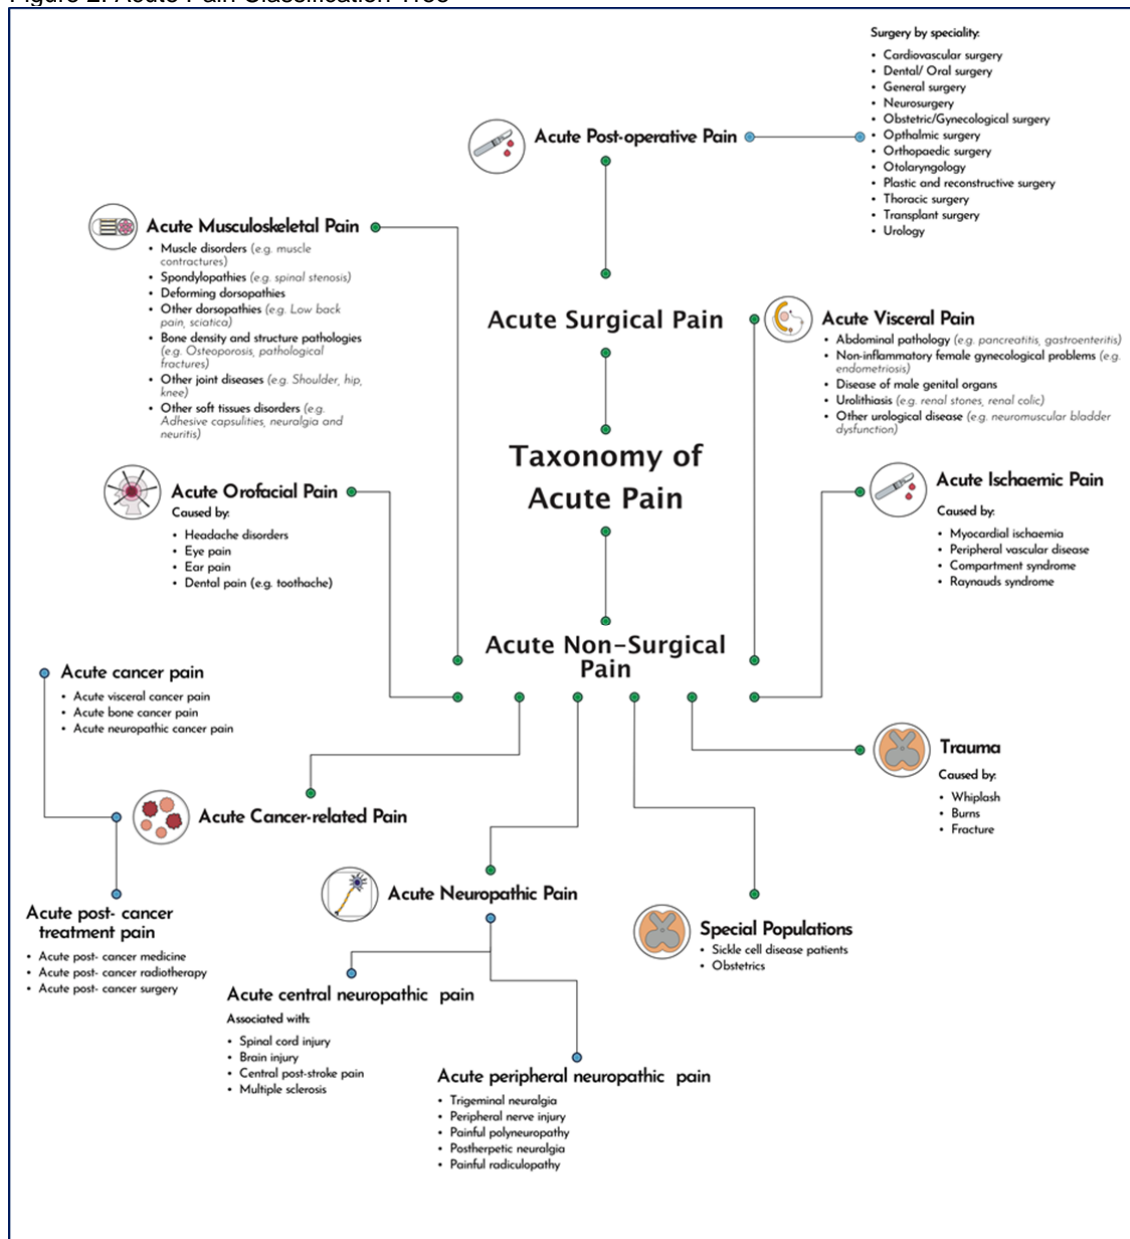 Figure 2. Acute Pain Classification Tree
Surgery by speciality:
• Cardiovascular surgery
• Dental/ Oral surgery
• General surgery
• Neurosurgery
• Obstetric/Gynecological surgery
• Opthalmic surgery
• Orthopaedic surgery
• Otolaryngology
• Plastic and reconstructive surgery
• Thoracic surgery
• Transplant surgery
• Urology
Acute Post-operative Pain
Acute Musculoskeletal Pain
• Muscle disorders (e.g. muscle
contractures)
• Spondylopathies (e.g. spinal stenosis)
• Deforming dorsopathies
• Other dorsopathies (e.g. Low back
pain, sciatica)
• Bone density and structure pathologies
(e.g. Osteoporosis, pathological
fractures)
• Other joint diseases (e.g. Shoulder, hip,
knee)
• Other soft tissues disorders (e.g.
Adhesive capsulities, neuralgia and
neuritis)
Acute Surgical Pain
Acute Visceral Pain
• Abdominal pathology (e.g. pancreatitis, gastroenteritis)
• Non-inflammatory female gynecological problems (e.g.
endometriosis)
• Disease of male genital organs
• Urolithiasis (e.g. renal stones, renal colic)
• Other urological disease (e.g. neuromuscular bladder
dysfunction)
Taxonomy of
Acute Pain
Acute Orofacial Pain
Caused by:
• Headache disorders
• Eye pain
• Ear pain
• Dental pain (e.g. toothache)
Acute Ischaemic Pain
Caused by:
• Myocardial ischaemia
• Peripheral vascular disease
• Compartment syndrome
• Raynauds syndrome
Acute Non-Surgical
Pain
Acute cancer pain
• Acute visceral cancer pain
• Acute bone cancer pain
• Acute neuropathic cancer pain
Trauma
Caused by:
• Whiplash
• Burns
• Fracture
Acute Cancer-related Pain
Acute Neuropathic Pain
Acute post- cancer
treatment pain
• Acute post- cancer medicine
• Acute post- cancer radiotherapy
• Acute post- cancer surgery
Special Populations
• Sickle cell disease patients
• Obstetrics
Acute central neuropathic pain
Associated with:
• Spinal cord injury
• Brain injury
• Central post-stroke pain
• Multiple sclerosis
Acute peripheral neuropathic pain
• Trigeminal neuralgia
• Peripheral nerve injury
• Painful polyneuropathy
• Postherpetic neuralgia
• Painful radiculopathy